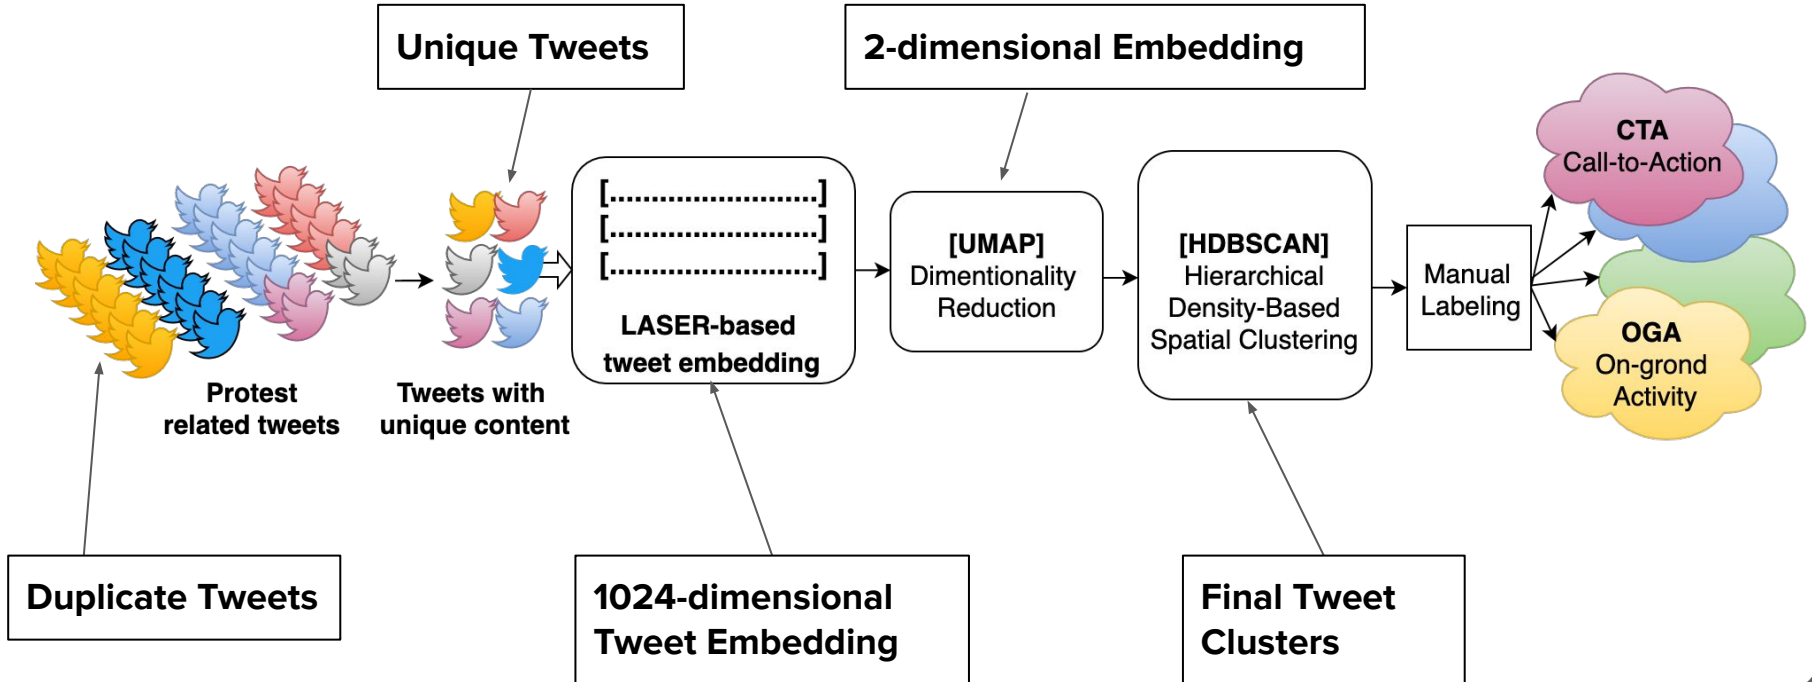 Unique Tweets
2-dimensional Embedding
CTA
Call-to-Action
[.........................]
[.........................]
[.........................]
LASER-based
tweet embedding
[UMAP]
Dimentionality
Reduction
[HDBSCAN]
Hierarchical
Density-Based
Spatial Clustering
Manual
Labeling
OGA
On-grond
Activity
Protest
related tweets
Tweets with
unique content
Duplicate Tweets
1024-dimensional
Tweet Embedding
Final Tweet
Clusters